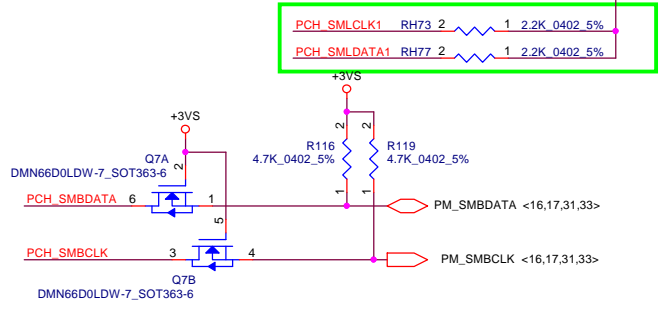 PCH_SMLCLK1 RH73 2 1 2.2K_0402_5%
PCH_SMLDATA1 RH77 2 1 2.2K_0402_5%
+3VS
+3VS
R116
4.7K_0402_5%
2
1
R119
4.7K_0402_5%
2
1
Q7A
DMN66D0LDW-7_SOT363-6
2
PCH_SMBDATA 6 1 PM_SMBDATA <16,17,31,33>
5
PCH_SMBCLK 3 4 PM_SMBCLK <16,17,31,33>
Q7B
DMN66D0LDW-7_SOT363-6